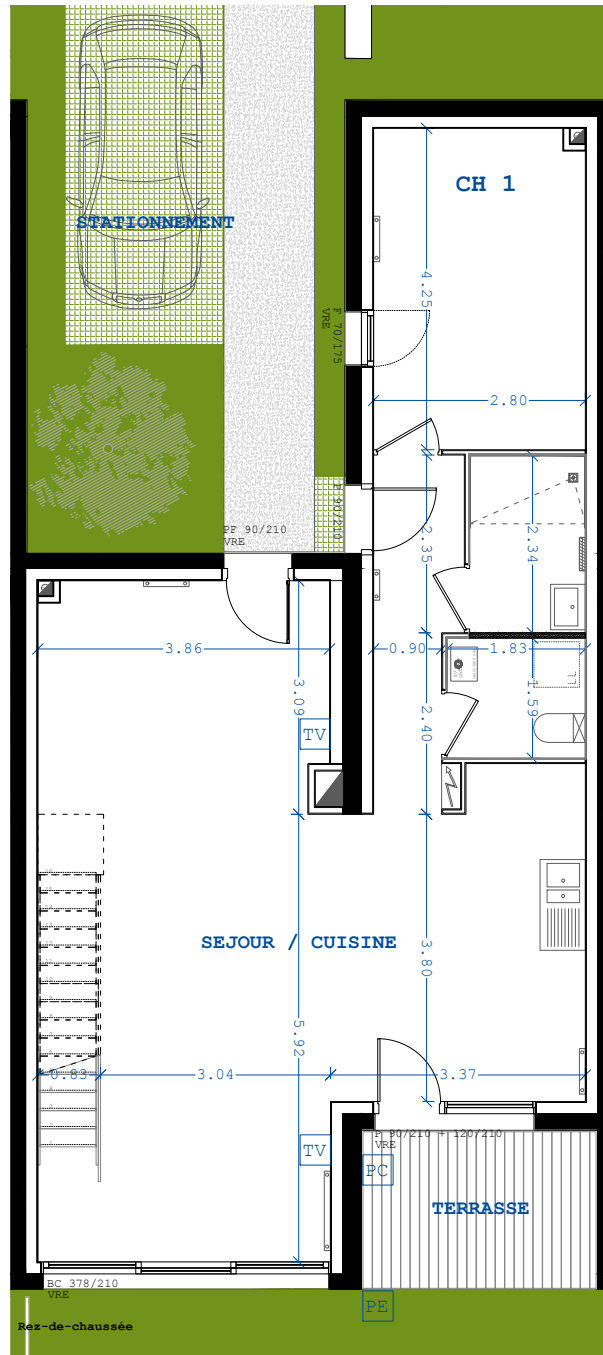 CH 1
STATIONNEMENT
4.25
F 70/175
VRE
2.80
PF 90/210
VRE
P 90/210
2.35
2.34
3.86
0.90
1.83
3.09
1.59
TV
2.40
SEJOUR / CUISINE
3.80
5.92
0.83
3.04
3.37
P 90/210 + 120/210
VRE
TV
PC
TERRASSE
BC 378/210
VRE
PE
Rez-de-chaussée